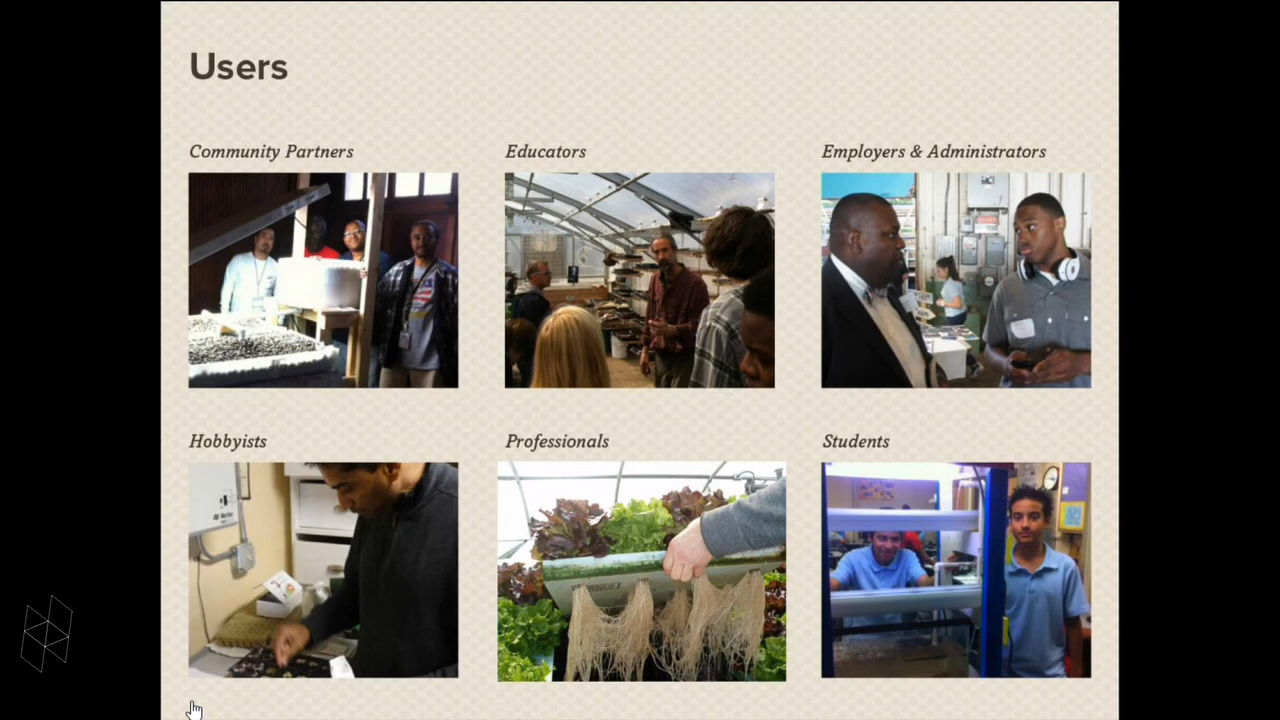 Users
Community Partners
Educators
Employers & Administrators
Hobbyists
Professionals
Students